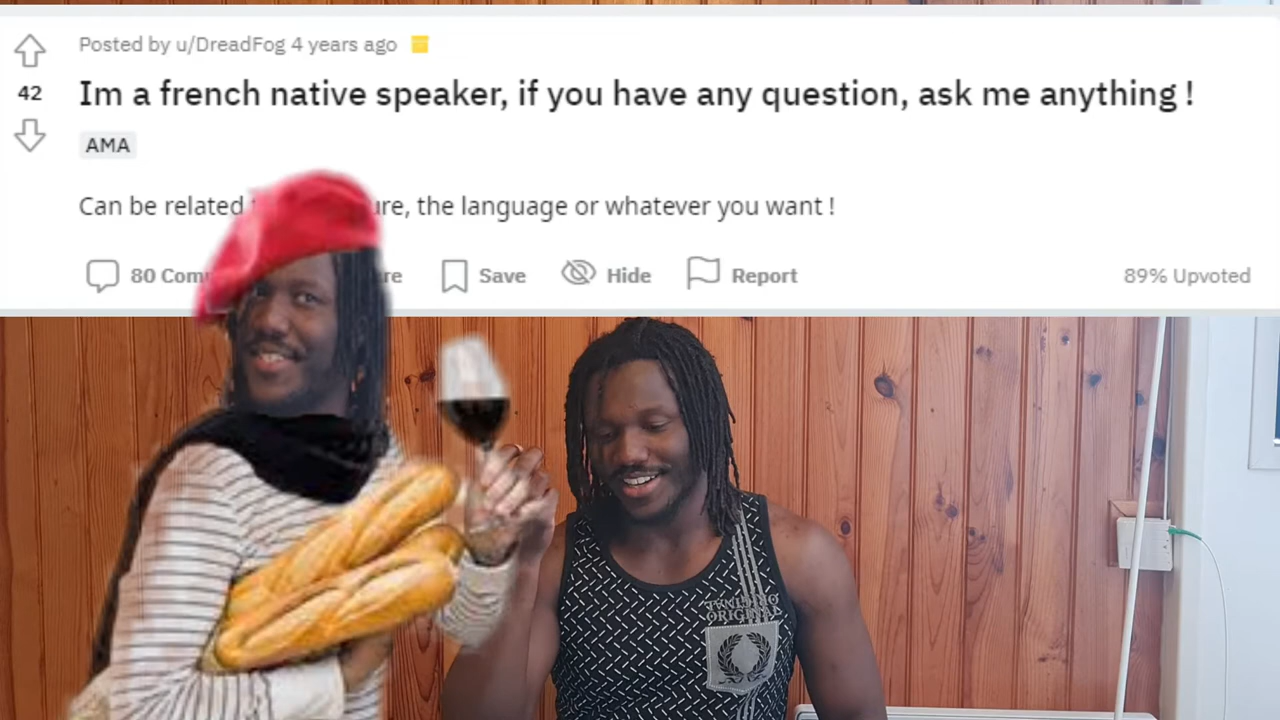 Posted by u/DreadFog 4 years ago
42
Im a french native speaker, if you have any question, ask me anything !
AMA
Can be related ure, the language or whatever you want !
80 Com re Save Hide Report 89% Upvoted
ORIGINAL